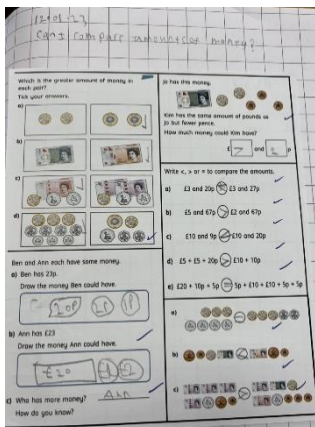 12.01.23
Can I compare amounts of money?
Which is the greater amount of money in each pair?
Tick your answers.
a)
b)
c)
d)
Ben and Ann each have some money.
a) Ben has 23p.
Draw the money Ben could have.
20p 2p 1p
b) Ann has £23
Draw the money Ann could have.
£20 £1 £2
c) Who has more money? Ann
How do you know?
Jo has this money.
Kim has the same amount of pounds as Jo but fewer pence.
How much money could Kim have?
£ 7 and 2 p
Write <, > or = to compare the amounts.
a) £3 and 20p < £3 and 27p
b) £5 and 67p > £2 and 67p
c) £10 and 9p < £10 and 20p
d) £5 + £5 + 20p > £10 + 10p
e) £20 + 10p + 5p = 5p + £10 + £10 + 5p + 5p
a) =
b) <
c) >